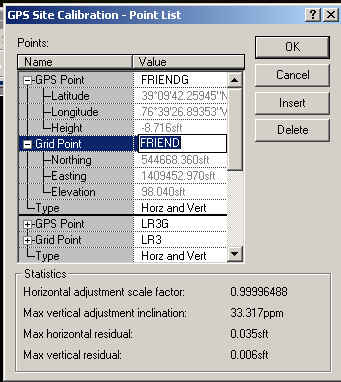 GPS Site Calibration - Point List
Points:
Name Value
GPS Point FRIENDG
Latitude 39°09'42.25945"N
Longitude 76°39'26.89353"W
Height -8.716sft
Grid Point FRIEND
Northing 544668.360sft
Easting 1409452.970sft
Elevation 98.040sft
Type Horz and Vert
GPS Point LR3G
Grid Point LR3
Type Horz and Vert
OK
Cancel
Insert
Delete
Statistics
Horizontal adjustment scale factor: 0.99996488
Max vertical adjustment inclination: 33.317ppm
Max horizontal residual: 0.035sft
Max vertical residual: 0.006sft